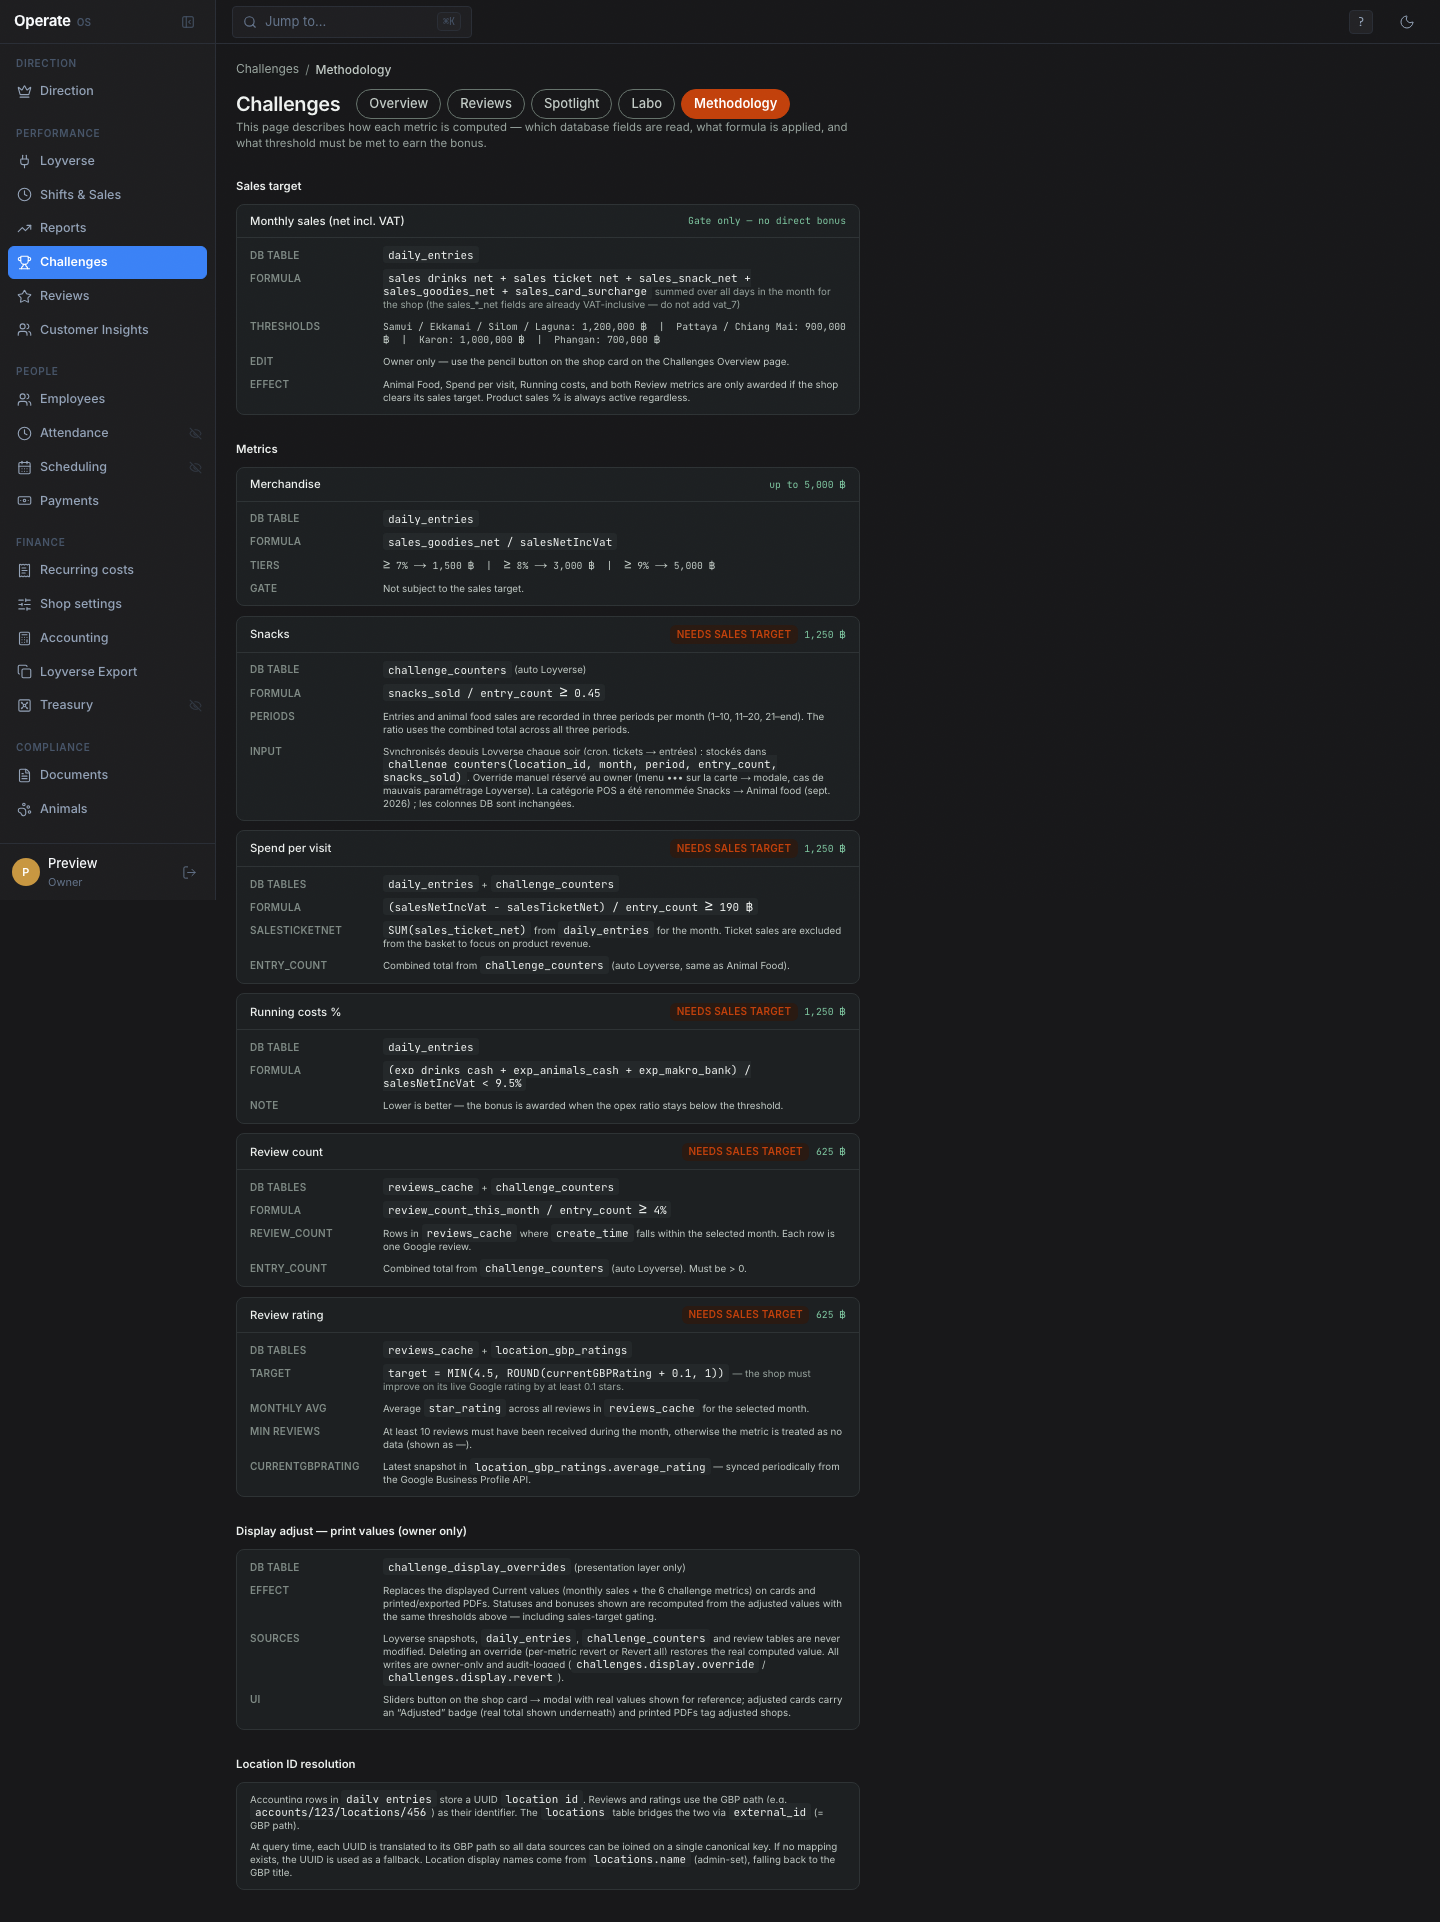 Operate OS
Jump to...
⌘K
?
DIRECTION
Direction
PERFORMANCE
Loyverse
Shifts & Sales
Reports
Challenges
Reviews
Customer Insights
PEOPLE
Employees
Attendance
Scheduling
Payments
FINANCE
Recurring costs
Shop settings
Accounting
Loyverse Export
Treasury
COMPLIANCE
Documents
Animals
P
Preview
Owner
Challenges / Methodology
Challenges
Overview
Reviews
Spotlight
Labo
Methodology
This page describes how each metric is computed — which database fields are read, what formula is applied, and
what threshold must be met to earn the bonus.
Sales target
Monthly sales (net incl. VAT)
Gate only — no direct bonus
DB TABLE
daily_entries
FORMULA
sales_drinks_net + sales_ticket_net + sales_snack_net +
sales_goodies_net + sales_card_surcharge summed over all days in the month for
the shop (the sales_*_net fields are already VAT-inclusive — do not add vat_7)
THRESHOLDS
Samui / Ekkamai / Silom / Laguna: 1,200,000 ฿ | Pattaya / Chiang Mai: 900,000
฿ | Karon: 1,000,000 ฿ | Phangan: 700,000 ฿
EDIT
Owner only — use the pencil button on the shop card on the Challenges Overview page.
EFFECT
Animal Food, Spend per visit, Running costs, and both Review metrics are only awarded if the shop
clears its sales target. Product sales % is always active regardless.
Metrics
Merchandise
up to 5,000 ฿
DB TABLE
daily_entries
FORMULA
sales_goodies_net / salesNetIncVat
TIERS
≥ 7% → 1,500 ฿ | ≥ 8% → 3,000 ฿ | ≥ 9% → 5,000 ฿
GATE
Not subject to the sales target.
Snacks
NEEDS SALES TARGET 1,250 ฿
DB TABLE
challenge_counters (auto Loyverse)
FORMULA
snacks_sold / entry_count ≥ 0.45
PERIODS
Entries and animal food sales are recorded in three periods per month (1–10, 11–20, 21–end). The
ratio uses the combined total across all three periods.
INPUT
Synchronisés depuis Loyverse chaque soir (cron, tickets → entrées) ; stockés dans
challenge_counters(location_id, month, period, entry_count,
snacks_sold) . Override manuel réservé au owner (menu ••• sur la carte → modale, cas de
mauvais paramétrage Loyverse). La catégorie POS a été renommée Snacks → Animal food (sept.
2026) ; les colonnes DB sont inchangées.
Spend per visit
NEEDS SALES TARGET 1,250 ฿
DB TABLES
daily_entries + challenge_counters
FORMULA
(salesNetIncVat - salesTicketNet) / entry_count ≥ 190 ฿
SALESTICKETNET
SUM(sales_ticket_net) from daily_entries for the month. Ticket sales are excluded
from the basket to focus on product revenue.
ENTRY_COUNT
Combined total from challenge_counters (auto Loyverse, same as Animal Food).
Running costs %
NEEDS SALES TARGET 1,250 ฿
DB TABLE
daily_entries
FORMULA
(exp_drinks_cash + exp_animals_cash + exp_makro_bank) /
salesNetIncVat < 9.5%
NOTE
Lower is better — the bonus is awarded when the opex ratio stays below the threshold.
Review count
NEEDS SALES TARGET 625 ฿
DB TABLES
reviews_cache + challenge_counters
FORMULA
review_count_this_month / entry_count ≥ 4%
REVIEW_COUNT
Rows in reviews_cache where create_time falls within the selected month. Each row is
one Google review.
ENTRY_COUNT
Combined total from challenge_counters (auto Loyverse). Must be > 0.
Review rating
NEEDS SALES TARGET 625 ฿
DB TABLES
reviews_cache + location_gbp_ratings
TARGET
target = MIN(4.5, ROUND(currentGBPRating + 0.1, 1)) — the shop must
improve on its live Google rating by at least 0.1 stars.
MONTHLY AVG
Average star_rating across all reviews in reviews_cache for the selected month.
MIN REVIEWS
At least 10 reviews must have been received during the month, otherwise the metric is treated as no
data (shown as —).
CURRENTGBPRATING
Latest snapshot in location_gbp_ratings.average_rating — synced periodically from
the Google Business Profile API.
Display adjust — print values (owner only)
DB TABLE
challenge_display_overrides (presentation layer only)
EFFECT
Replaces the displayed Current values (monthly sales + the 6 challenge metrics) on cards and
printed/exported PDFs. Statuses and bonuses shown are recomputed from the adjusted values with
the same thresholds above — including sales-target gating.
SOURCES
Loyverse snapshots, daily_entries , challenge_counters and review tables are never
modified. Deleting an override (per-metric revert or Revert all) restores the real computed value. All
writes are owner-only and audit-logged ( challenges.display.override /
challenges.display.revert ).
UI
Sliders button on the shop card → modal with real values shown for reference; adjusted cards carry
an “Adjusted” badge (real total shown underneath) and printed PDFs tag adjusted shops.
Location ID resolution
Accounting rows in daily_entries store a UUID location_id . Reviews and ratings use the GBP path (e.g.
accounts/123/locations/456 ) as their identifier. The locations table bridges the two via external_id (=
GBP path).
At query time, each UUID is translated to its GBP path so all data sources can be joined on a single canonical key. If no mapping
exists, the UUID is used as a fallback. Location display names come from locations.name (admin-set), falling back to the
GBP title.